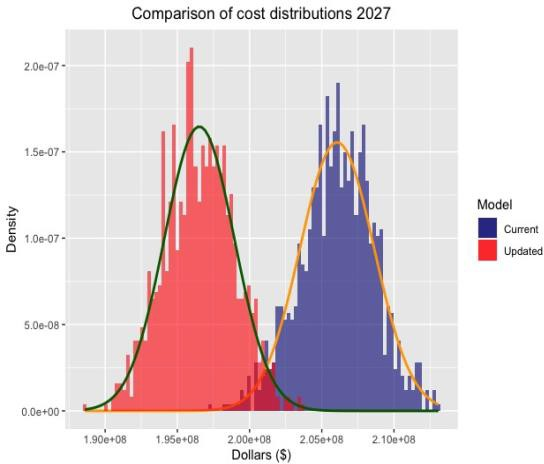 Comparison of cost distributions 2027
Density
2.0e-07
1.5e-07
1.0e-07
5.0e-08
0.0e+00
1.90e+08 1.95e+08 2.00e+08 2.05e+08 2.10e+08
Dollars ($)
Model
Current
Updated